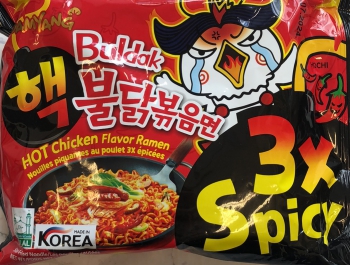 Buldak
핵
불닭볶음면
HOT Chicken Flavor Ramen
Nouilles piquantes au poulet 3X épicées
3x
Spicy
MADE IN
KOREA